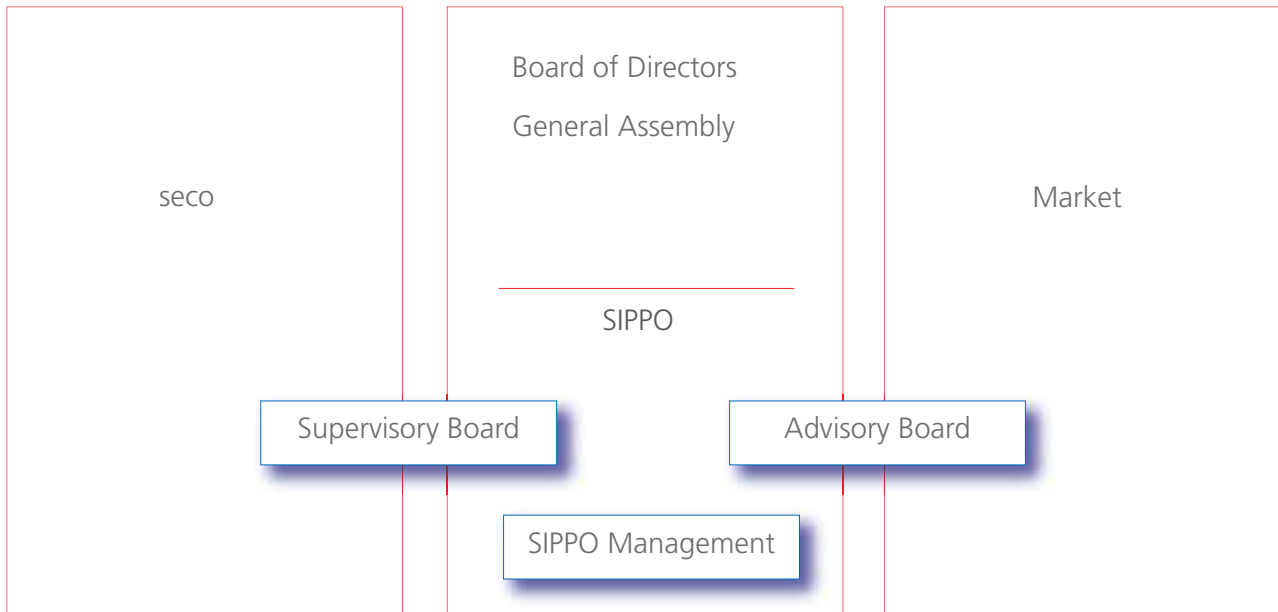 Board of Directors
General Assembly
seco
Market
SIPPO
Supervisory Board
Advisory Board
SIPPO Management